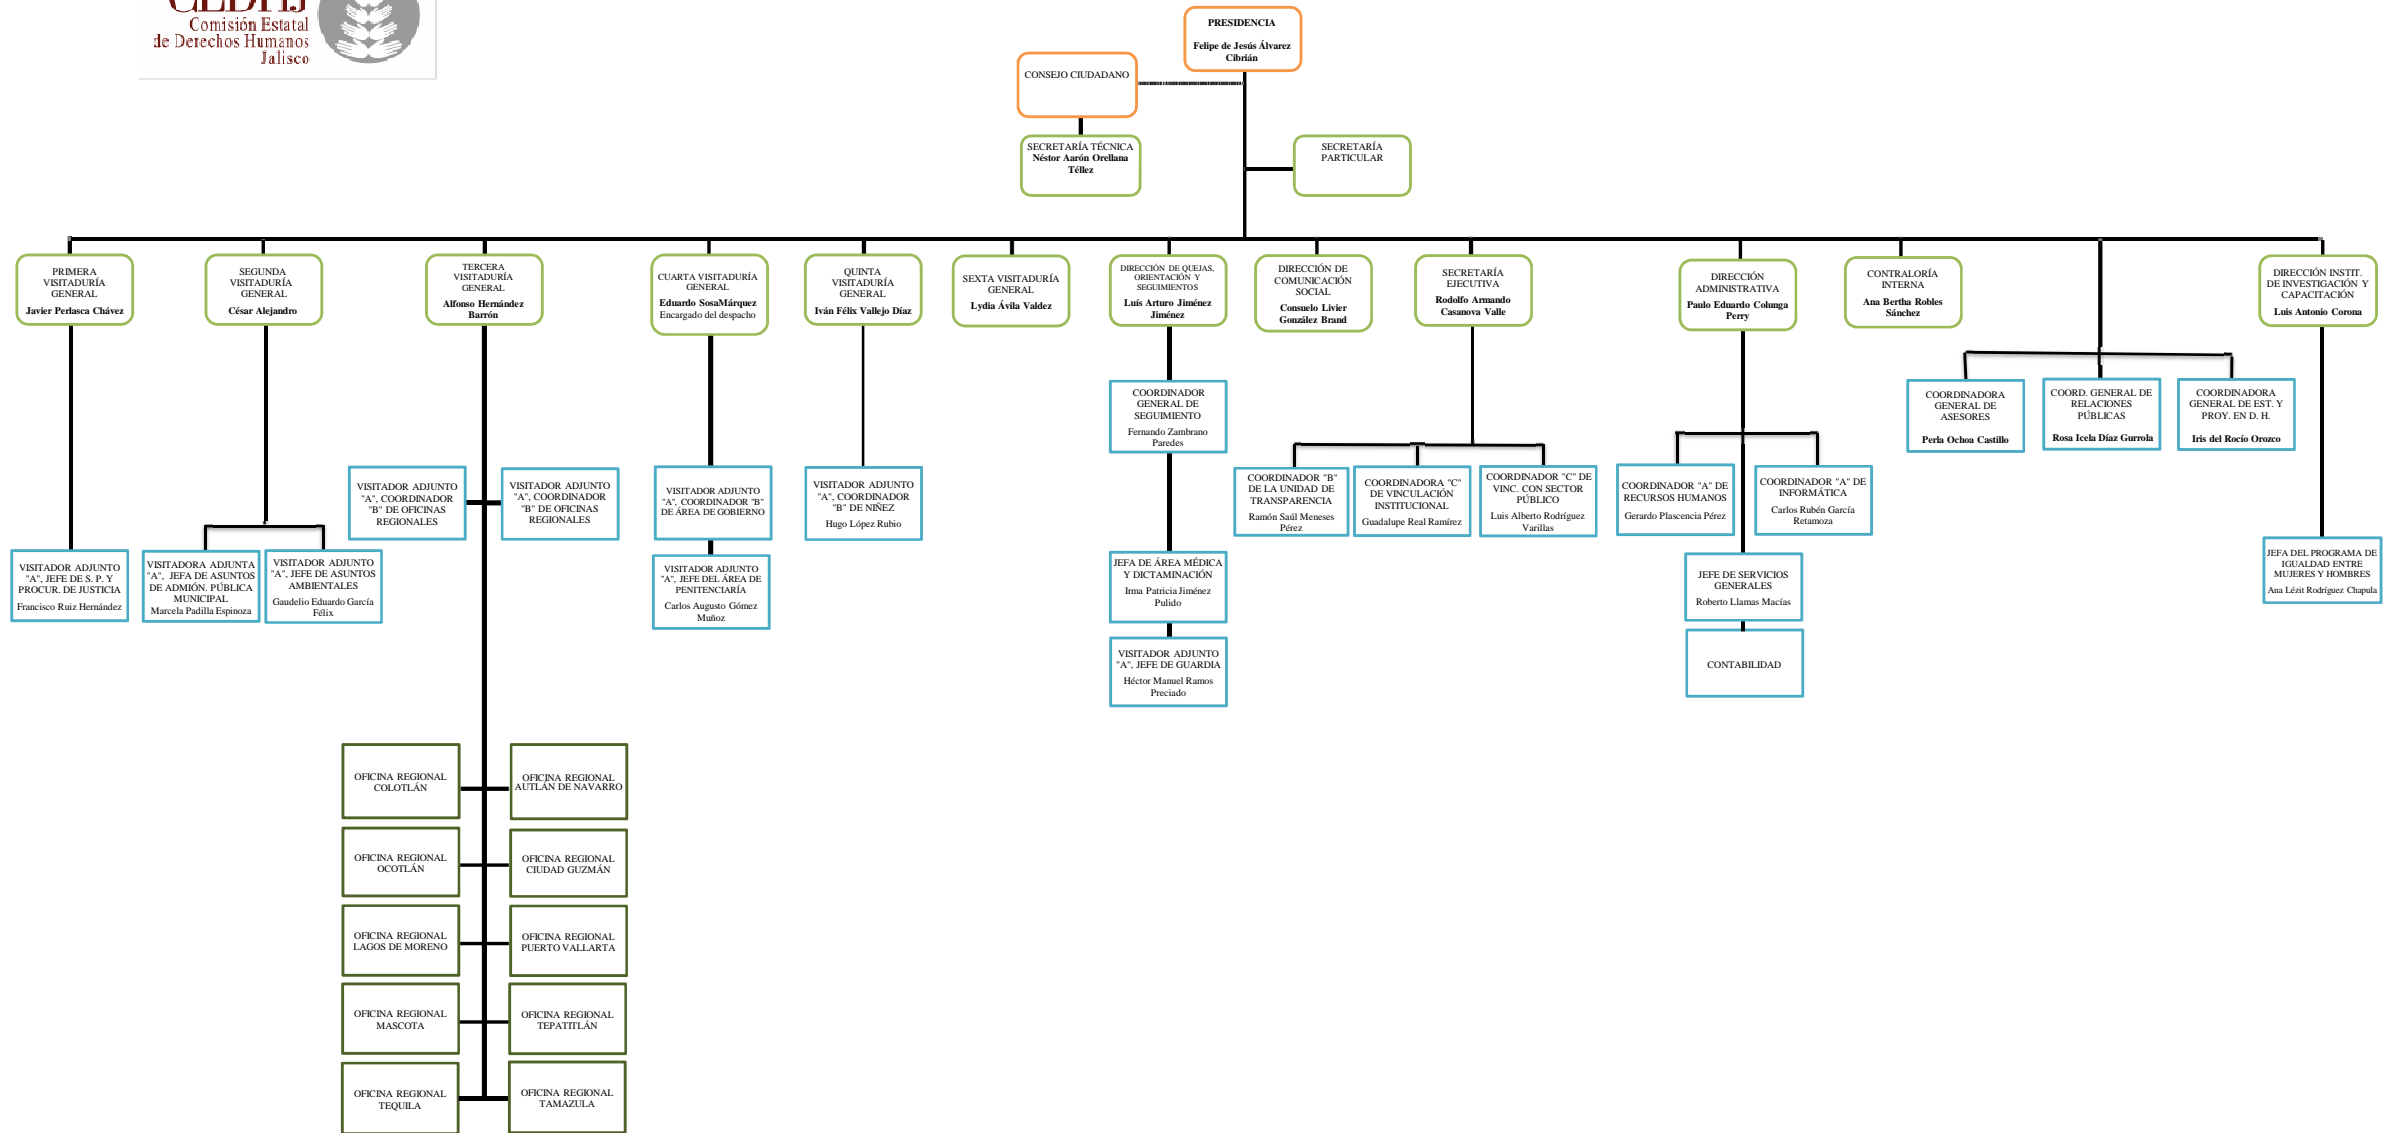 CEDHJ
Comisión Estatal
de Derechos Humanos
Jalisco
PRESIDENCIA
Felipe de Jesús Álvarez
Cibrián
CONSEJO CIUDADANO
SECRETARÍA TÉCNICA
Néstor Aarón Orellana
Téllez
SECRETARÍA
PARTICULAR
PRIMERA
VISITADURÍA
GENERAL
Javier Perlasca Chávez
SEGUNDA
VISITADURÍA
GENERAL
César Alejandro
TERCERA
VISITADURÍA
GENERAL
Alfonso Hernández
Barrón
CUARTA VISITADURÍA
GENERAL
Eduardo SosaMárquez
Encargado del despacho
QUINTA
VISITADURÍA
GENERAL
Iván Félix Vallejo Díaz
SEXTA VISITADURÍA
GENERAL
Lydia Ávila Valdez
DIRECCIÓN DE QUEJAS,
ORIENTACIÓN Y
SEGUIMIENTOS
Luís Arturo Jiménez
Jiménez
DIRECCIÓN DE
COMUNICACIÓN
SOCIAL
Consuelo Livier
González Brand
SECRETARÍA
EJECUTIVA
Rodolfo Armando
Casanova Valle
DIRECCIÓN
ADMINISTRATIVA
Paulo Eduardo Colunga
Perry
CONTRALORÍA
INTERNA
Ana Bertha Robles
Sánchez
DIRECCIÓN INSTIT.
DE INVESTIGACIÓN Y
CAPACITACIÓN
Luis Antonio Corona
COORDINADOR
GENERAL DE
SEGUIMIENTO
Fernando Zambrano
Paredes
COORDINADORA
GENERAL DE
ASESORES
Perla Ochoa Castillo
COORD. GENERAL DE
RELACIONES
PÚBLICAS
Rosa Icela Díaz Gurrola
COORDINADORA
GENERAL DE EST. Y
PROY. EN D. H.
Iris del Rocío Orozco
VISITADOR ADJUNTO
"A", COORDINADOR
"B" DE OFICINAS
REGIONALES
VISITADOR ADJUNTO
"A", COORDINADOR
"B" DE OFICINAS
REGIONALES
VISITADOR ADJUNTO
"A", COORDINADOR "B"
DE ÁREA DE GOBIERNO
VISITADOR ADJUNTO
"A", COORDINADOR
"B" DE NIÑEZ
Hugo López Rubio
COORDINADOR "B"
DE LA UNIDAD DE
TRANSPARENCIA
Ramón Saúl Meneses
Pérez
COORDINADORA "C"
DE VINCULACIÓN
INSTITUCIONAL
Guadalupe Real Ramírez
COORDINADOR "C" DE
VINC. CON SECTOR
PÚBLICO
Luis Alberto Rodríguez
Varillas
COORDINADOR "A" DE
RECURSOS HUMANOS
Gerardo Plascencia Pérez
COORDINADOR "A" DE
INFORMÁTICA
Carlos Rubén García
Retamoza
VISITADOR ADJUNTO
"A", JEFE DE S. P. Y
PROCUR. DE JUSTICIA
Francisco Ruiz Hernández
VISITADORA ADJUNTA
"A", JEFA DE ASUNTOS
DE ADMIÓN. PÚBLICA
MUNICIPAL
Marcela Padilla Espinoza
VISITADOR ADJUNTO
"A", JEFE DE ASUNTOS
AMBIENTALES
Gaudelio Eduardo García
Félix
VISITADOR ADJUNTO
"A", JEFE DEL ÁREA DE
PENITENCIARÍA
Carlos Augusto Gómez
Muñoz
JEFA DE ÁREA MÉDICA
Y DICTAMINACIÓN
Irma Patricia Jiménez
Pulido
JEFE DE SERVICIOS
GENERALES
Roberto Llamas Macías
JEFA DEL PROGRAMA DE
IGUALDAD ENTRE
MUJERES Y HOMBRES
Ana Lézit Rodríguez Chapula
VISITADOR ADJUNTO
"A", JEFE DE GUARDIA
Héctor Manuel Ramos
Preciado
CONTABILIDAD
OFICINA REGIONAL
COLOTLÁN
OFICINA REGIONAL
AUTLÁN DE NAVARRO
OFICINA REGIONAL
OCOTLÁN
OFICINA REGIONAL
CIUDAD GUZMÁN
OFICINA REGIONAL
LAGOS DE MORENO
OFICINA REGIONAL
PUERTO VALLARTA
OFICINA REGIONAL
MASCOTA
OFICINA REGIONAL
TEPATITLÁN
OFICINA REGIONAL
TEQUILA
OFICINA REGIONAL
TAMAZULA